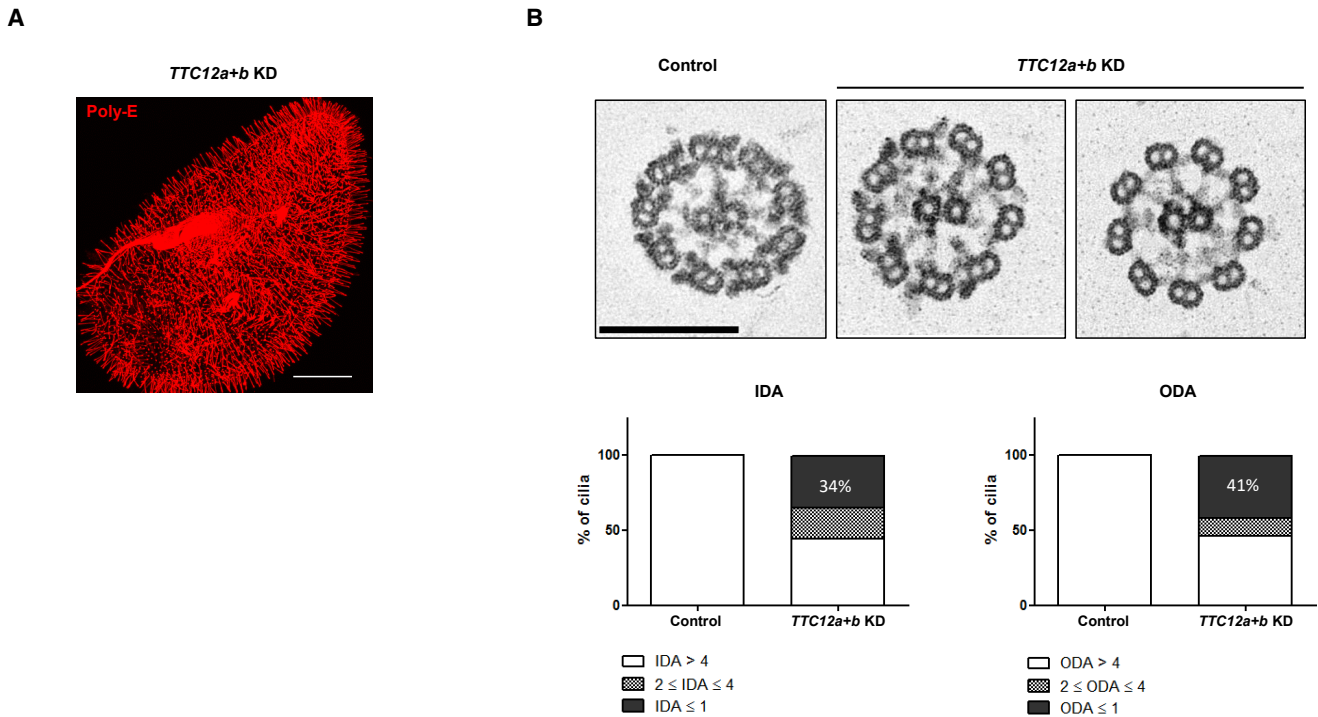 A
B
TTC12a+b KD
Poly-E
Control
TTC12a+b KD
IDA
% of cilia
100
50
0
34%
Control
TTC12a+b KD
IDA > 4
2 ≤ IDA ≤ 4
IDA ≤ 1
ODA
% of cilia
100
50
0
41%
Control
TTC12a+b KD
ODA > 4
2 ≤ ODA ≤ 4
ODA ≤ 1